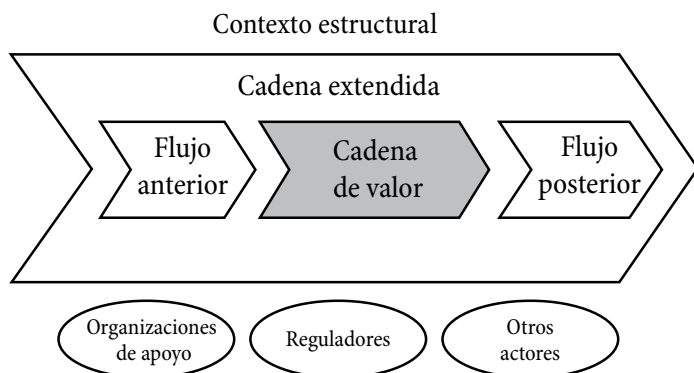 Contexto estructural
Cadena extendida
Flujo
anterior
Cadena
de valor
Flujo
posterior
Organizaciones
de apoyo
Reguladores
Otros
actores